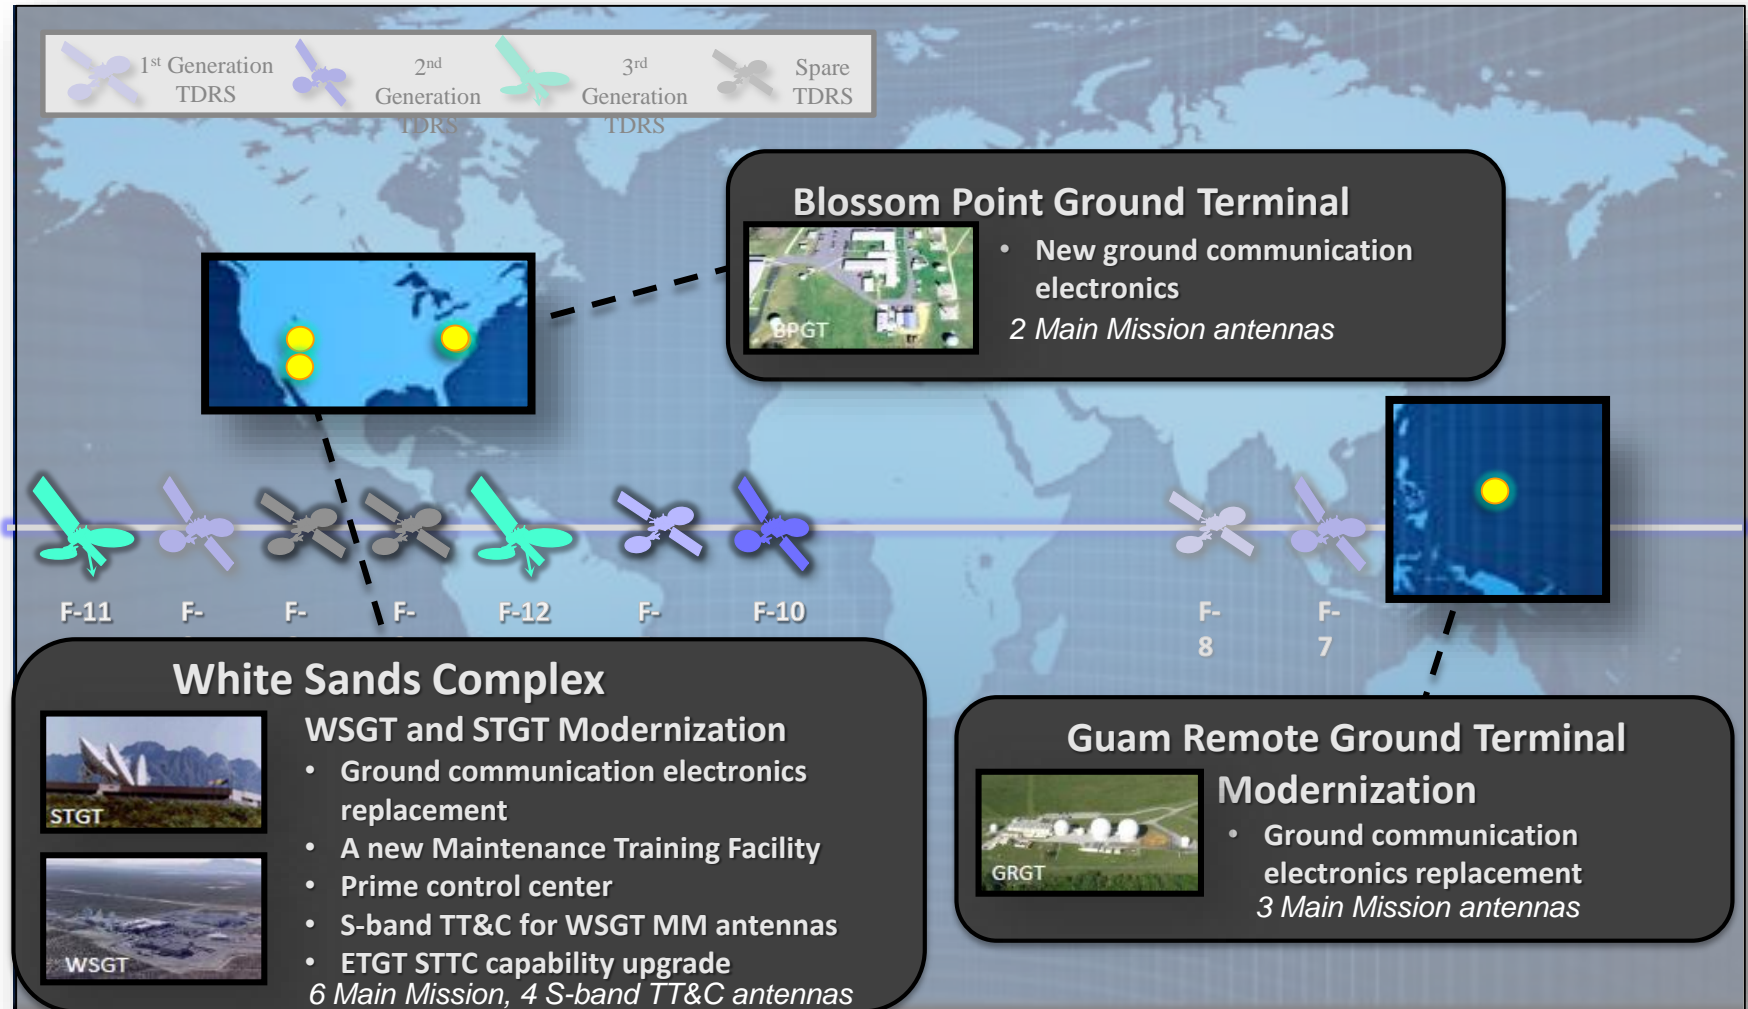 1st Generation
TDRS
2nd
Generation
TDRS
3rd
Generation
TDRS
Spare
TDRS
Blossom Point Ground Terminal
• New ground communication
electronics
2 Main Mission antennas
BPGT
F-11
F-
F-
F-
F-12
F-
F-10
F-
8
F-
7
White Sands Complex
WSGT and STGT Modernization
• Ground communication electronics
replacement
• A new Maintenance Training Facility
• Prime control center
• S-band TT&C for WSGT MM antennas
• ETGT STTC capability upgrade
6 Main Mission, 4 S-band TT&C antennas
STGT
WSGT
Guam Remote Ground Terminal
Modernization
• Ground communication
electronics replacement
3 Main Mission antennas
GRGT